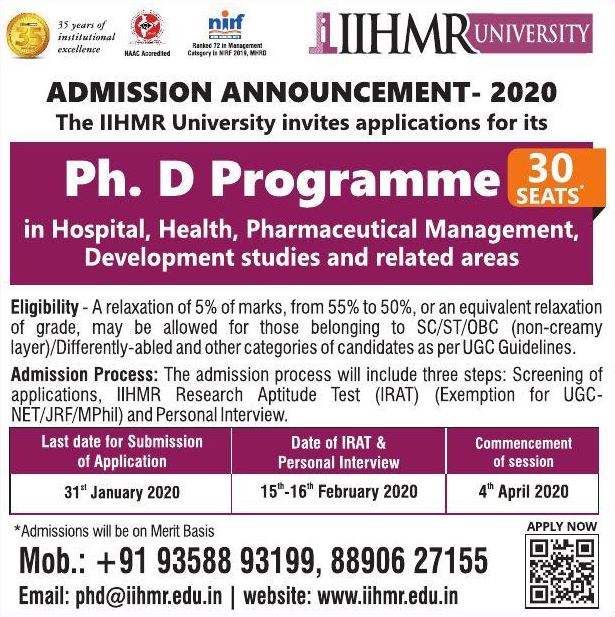 35 years of
institutional
excellence
NAAC Accredited
nirf
Ranked 72 in Management
Category in NIRF 2019, MHRD
IIHMR UNIVERSITY
ADMISSION ANNOUNCEMENT- 2020
The IIHMR University invites applications for its
Ph. D Programme
30
SEATS*
in Hospital, Health, Pharmaceutical Management,
Development studies and related areas
Eligibility - A relaxation of 5% of marks, from 55% to 50%, or an equivalent relaxation
of grade, may be allowed for those belonging to SC/ST/OBC (non-creamy
layer)/Differently-abled and other categories of candidates as per UGC Guidelines.
Admission Process: The admission process will include three steps: Screening of
applications, IIHMR Research Aptitude Test (IRAT) (Exemption for UGC-
NET/JRF/MPhil) and Personal Interview.
Last date for Submission
of Application
Date of IRAT &
Personal Interview
Commencement
of session
31st January 2020
15th-16th February 2020
4th April 2020
*Admissions will be on Merit Basis
APPLY NOW
Mob.: +91 93588 93199, 88906 27155
Email: phd@iihmr.edu.in | website: www.iihmr.edu.in